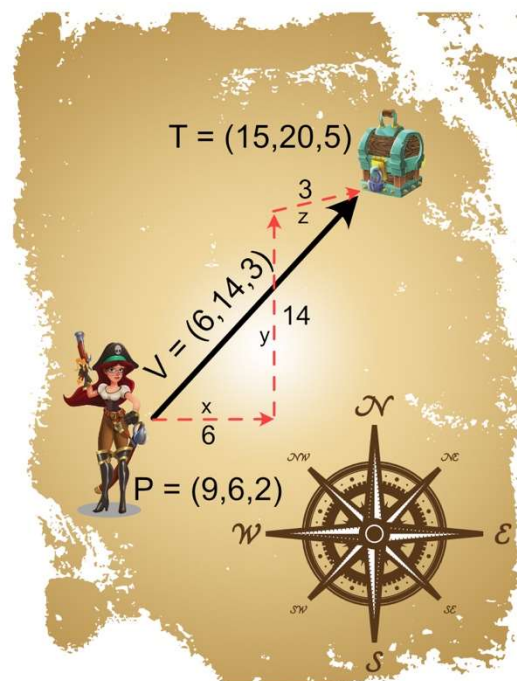 T = (15,20,5)
3
z
V = (6,14,3)
14
y
x
6
P = (9,6,2)
N
NW
NE
W
E
SW
SE
S